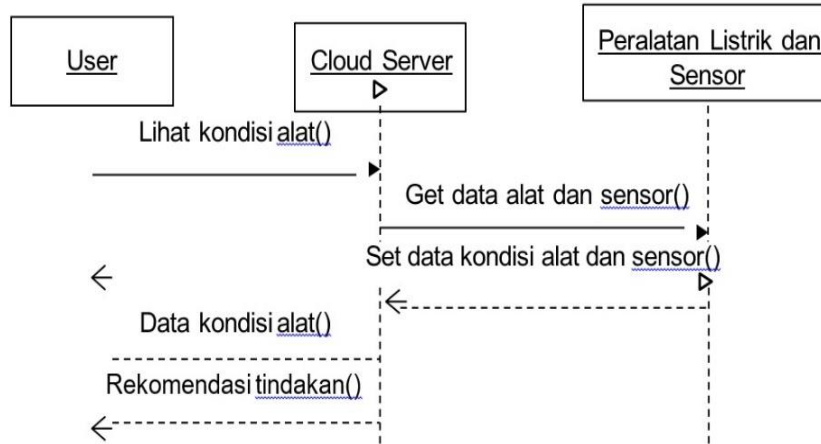 User
Cloud Server
Peralatan Listrik dan
Sensor
Lihat kondisi alat()
Get data alat dan sensor()
Set data kondisi alat dan sensor()
Data kondisi alat()
Rekomendasi tindakan()